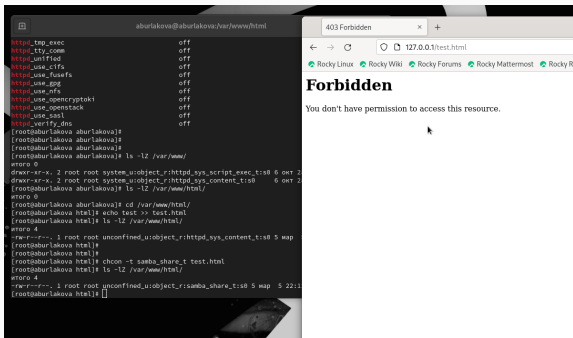 aburlakova@aburlakova:/var/www/html
httpd_tmp_exec off
httpd_tty_comm off
httpd_unified off
httpd_use_cifs off
httpd_use_fusefs off
httpd_use_gpg off
httpd_use_nfs off
httpd_use_opencryptoki off
httpd_use_openstack off
httpd_use_sasl off
httpd_verify_dns off
[root@aburlakova aburlakova]#
[root@aburlakova aburlakova]#
[root@aburlakova aburlakova]#
[root@aburlakova aburlakova]# ls -lZ /var/www/
итого 0
drwxr-xr-x. 2 root root system_u:object_r:httpd_sys_script_exec_t:s0 6 окт 2
drwxr-xr-x. 2 root root system_u:object_r:httpd_sys_content_t:s0 6 окт 2
[root@aburlakova aburlakova]# ls -lZ /var/www/html/
итого 0
[root@aburlakova aburlakova]# cd /var/www/html/
[root@aburlakova html]# echo test >> test.html
[root@aburlakova html]# ls -lZ /var/www/html/
итого 4
-rw-r--r--. 1 root root unconfined_u:object_r:httpd_sys_content_t:s0 5 мар
[root@aburlakova html]#
[root@aburlakova html]#
[root@aburlakova html]# chcon -t samba_share_t test.html
[root@aburlakova html]# ls -lZ /var/www/html/
итого 4
-rw-r--r--. 1 root root unconfined_u:object_r:samba_share_t:s0 5 мар 5 22:1
[root@aburlakova html]#
403 Forbidden
127.0.0.1/test.html
Rocky Linux Rocky Wiki Rocky Forums Rocky Mattermost Rocky R
Forbidden
You don't have permission to access this resource.